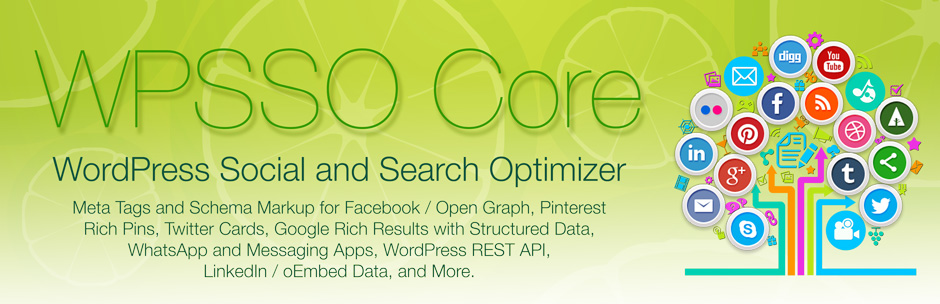 WPSSO Core
WordPress Social and Search Optimizer
Meta Tags and Schema Markup for Facebook / Open Graph, Pinterest
Rich Pins, Twitter Cards, Google Rich Results with Structured Data,
WhatsApp and Messaging Apps, WordPress REST API,
LinkedIn / oEmbed Data, and More.
digg
You
Tube
f
in
g+
t
S